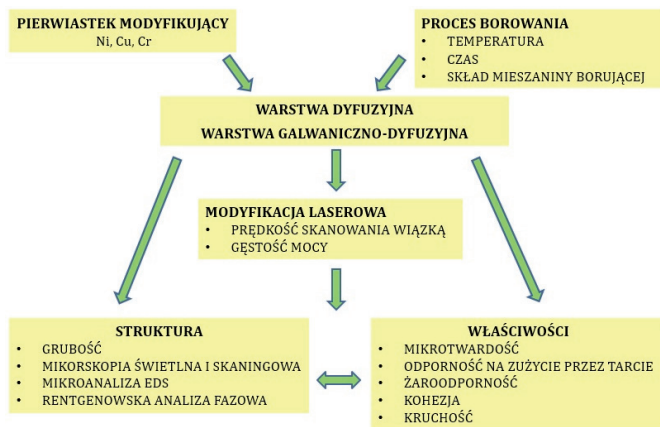 PIERWIASTEK MODYFIKUJĄCY
Ni, Cu, Cr
PROCES BOROWANIA
• TEMPERATURA
• CZAS
• SKŁAD MIESZANINY BORUJĄCEJ
WARSTWA DYFUZYJNA
WARSTWA GALWANICZNO-DYFUZYJNA
MODYFIKACJA LASEROWA
• PRĘDKOŚĆ SKANOWANIA WIĄZKĄ
• GĘSTOŚĆ MOCY
STRUKTURA
• GRUBOŚĆ
• MIKORSKOPIA ŚWIETLNA I SKANINGOWA
• MIKROANALIZA EDS
• RENTGENOWSKA ANALIZA FAZOWA
WŁAŚCIWOŚCI
• MIKROTWARDOŚĆ
• ODPORNOŚĆ NA ZUŻYCIE PRZEZ TARCIE
• ŻAROODPORNOŚĆ
• KOHEZJA
• KRUCHOŚĆ